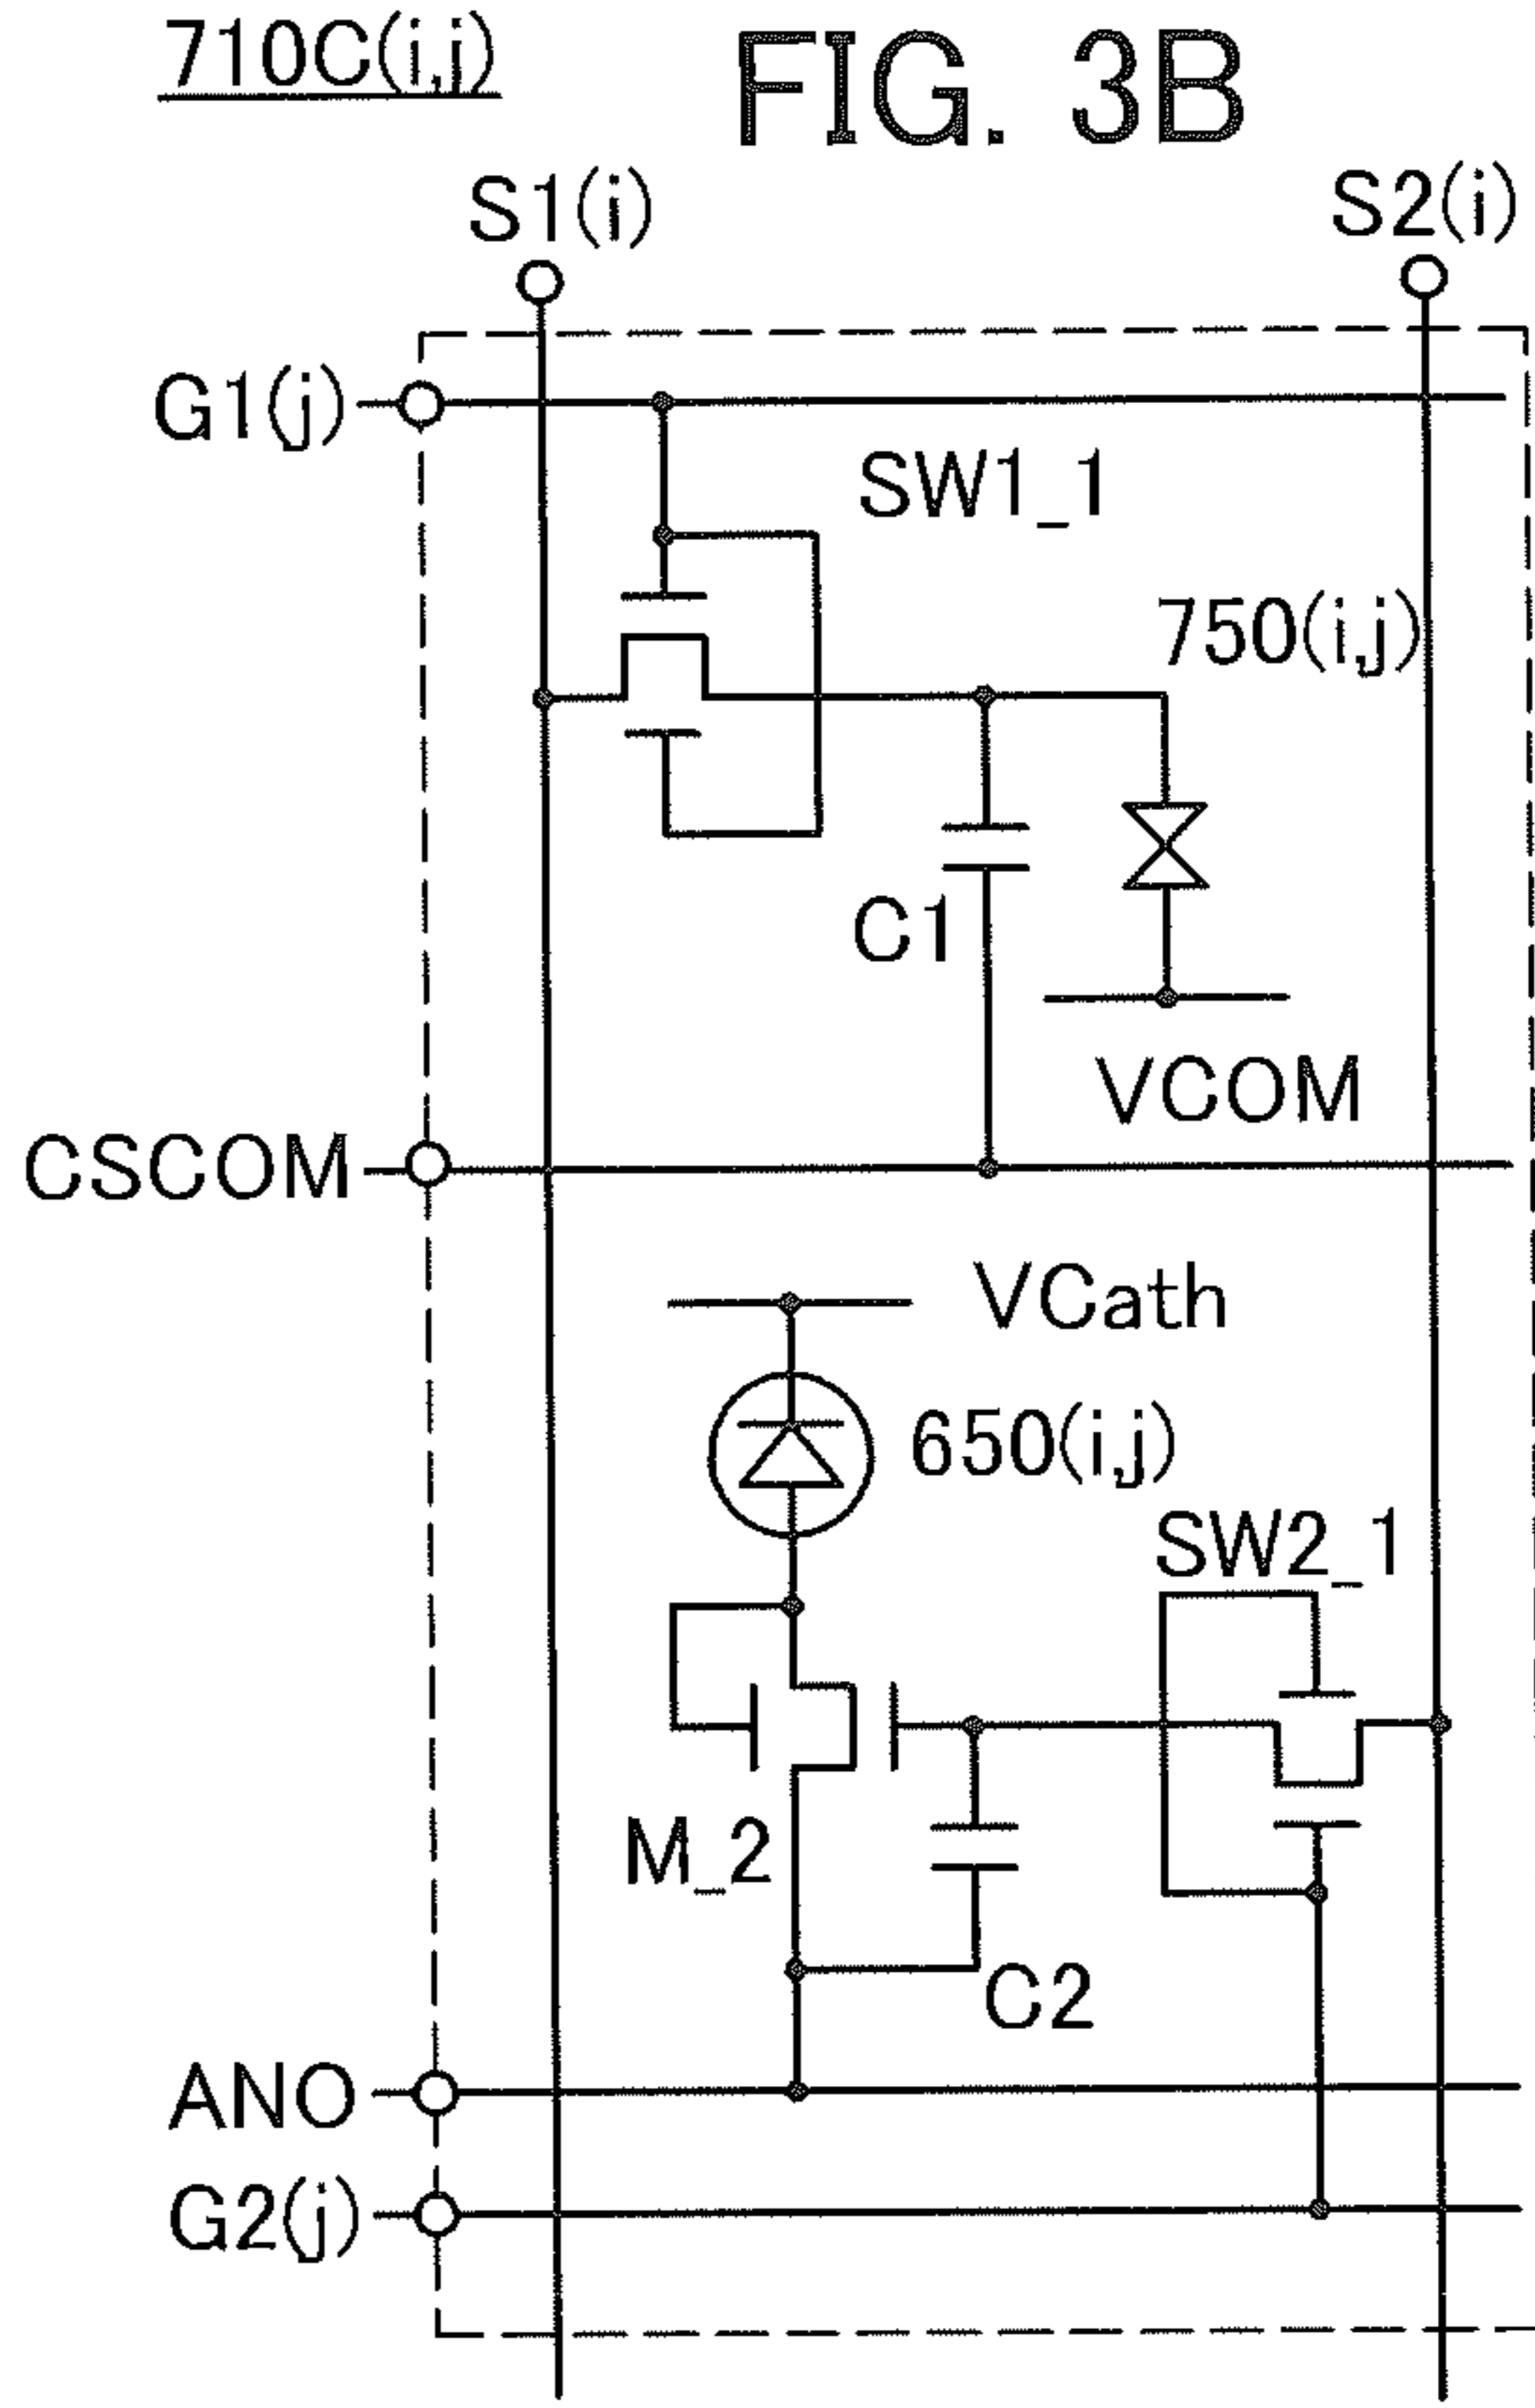 710C(i,j)
FIG. 3B
S1(i)
S2(i)
G1(j)
SW1_1
750(i,j)
C1
VCOM
CSCOM
VCath
650(i,j)
SW2_1
M_2
C2
ANO
G2(j)